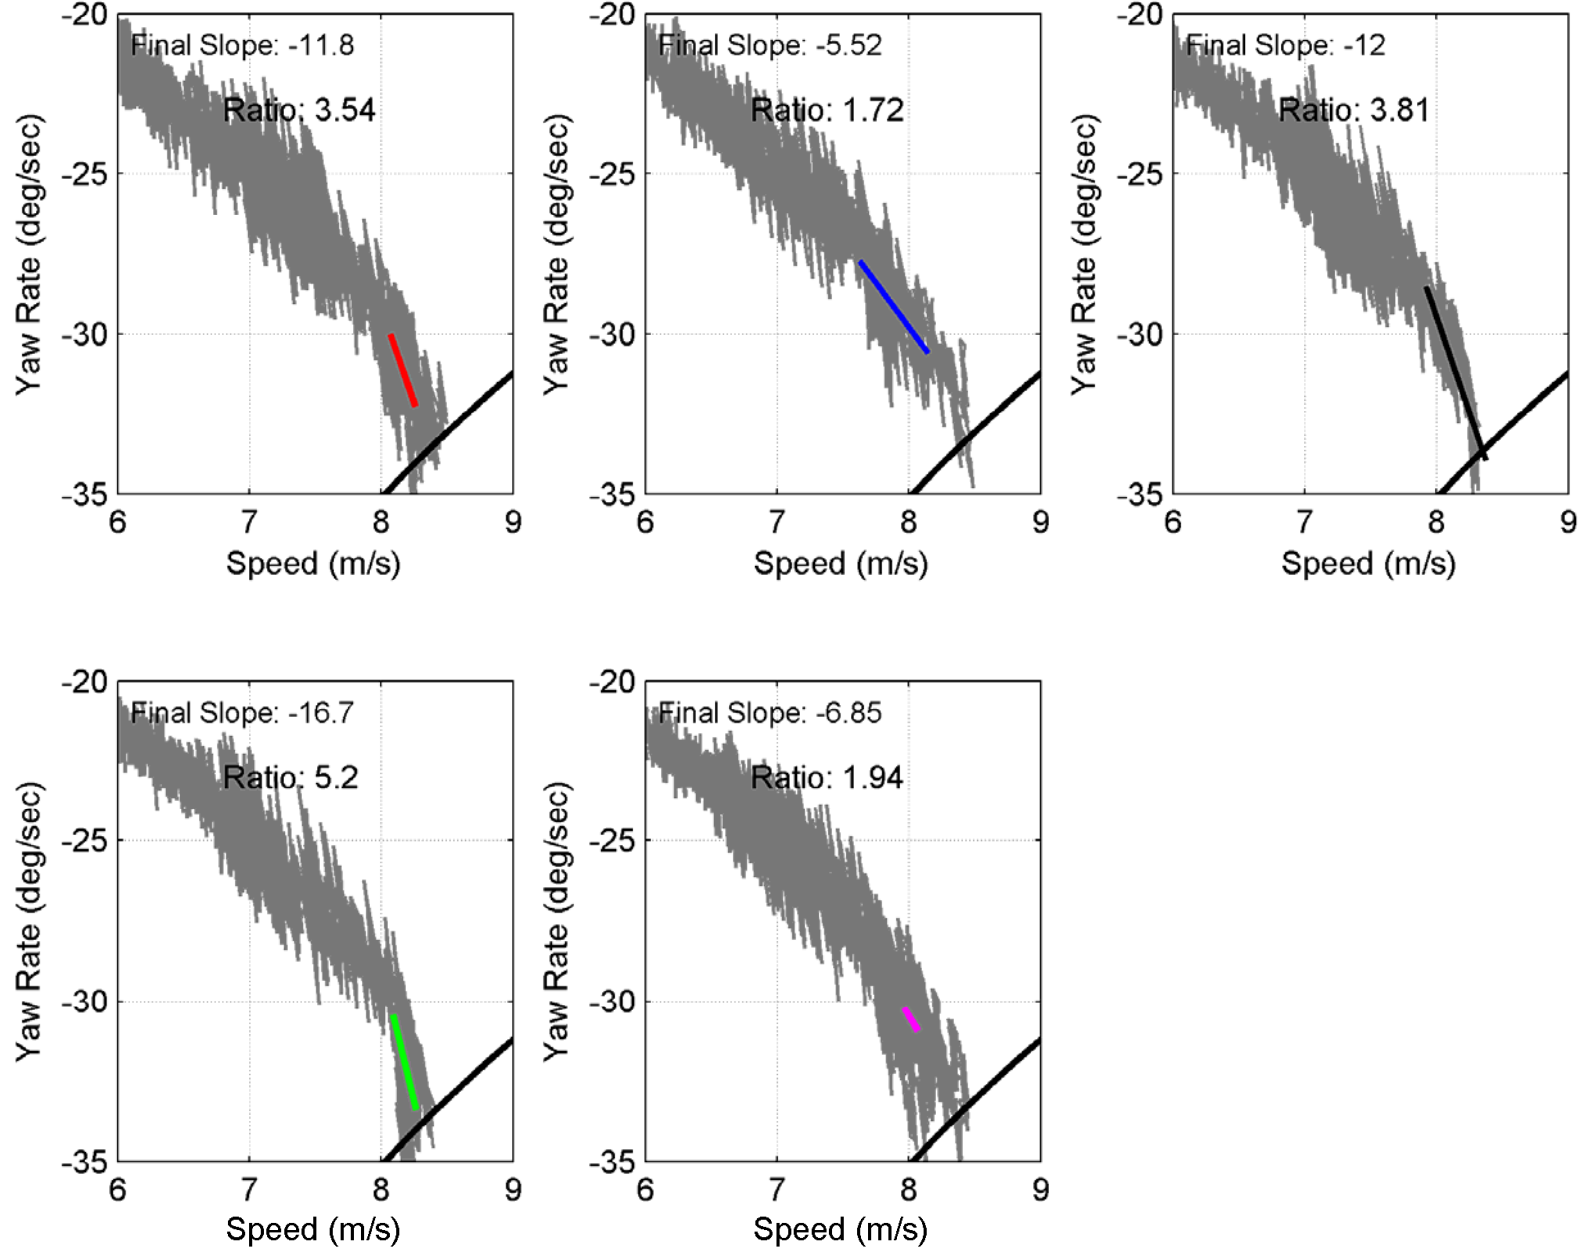 -20
Final Slope: -11.8
Ratio: 3.54
-25
-30
-35
6 7 8 9
Speed (m/s)
Yaw Rate (deg/sec)
-20
Final Slope: -5.52
Ratio: 1.72
-25
-30
-35
6 7 8 9
Speed (m/s)
Yaw Rate (deg/sec)
-20
Final Slope: -12
Ratio: 3.81
-25
-30
-35
6 7 8 9
Speed (m/s)
Yaw Rate (deg/sec)
-20
Final Slope: -16.7
Ratio: 5.2
-25
-30
-35
6 7 8 9
Speed (m/s)
Yaw Rate (deg/sec)
-20
Final Slope: -6.85
Ratio: 1.94
-25
-30
-35
6 7 8 9
Speed (m/s)
Yaw Rate (deg/sec)